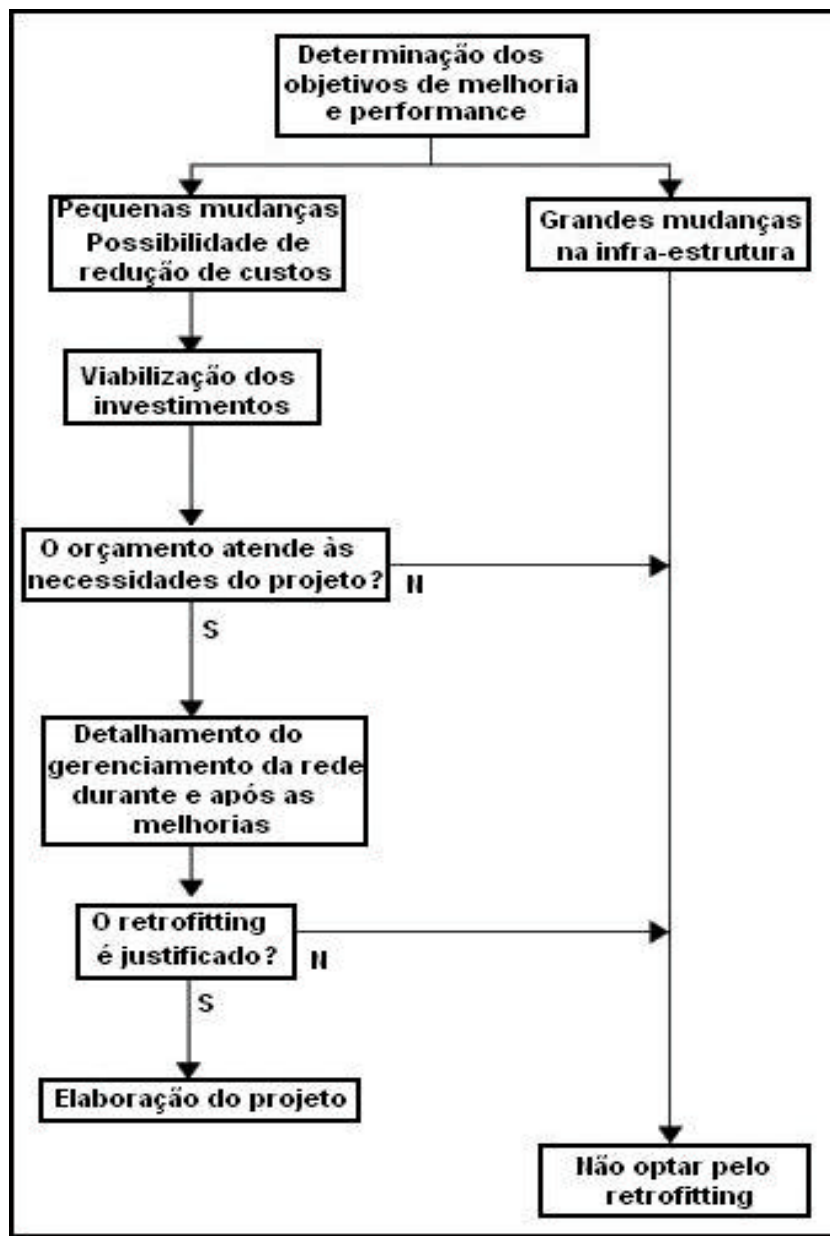 Determinação dos
objetivos de melhoria
e performance
Pequenas mudanças
Possibilidade de
redução de custos
Grandes mudanças
na infra-estrutura
Viabilização dos
investimentos
O orçamento atende às
necessidades do projeto?
N
S
Detalhamento do
gerenciamento da rede
durante e após as
melhorias
O retrofitting
é justificado?
N
S
Elaboração do projeto
Não optar pelo
retrofitting